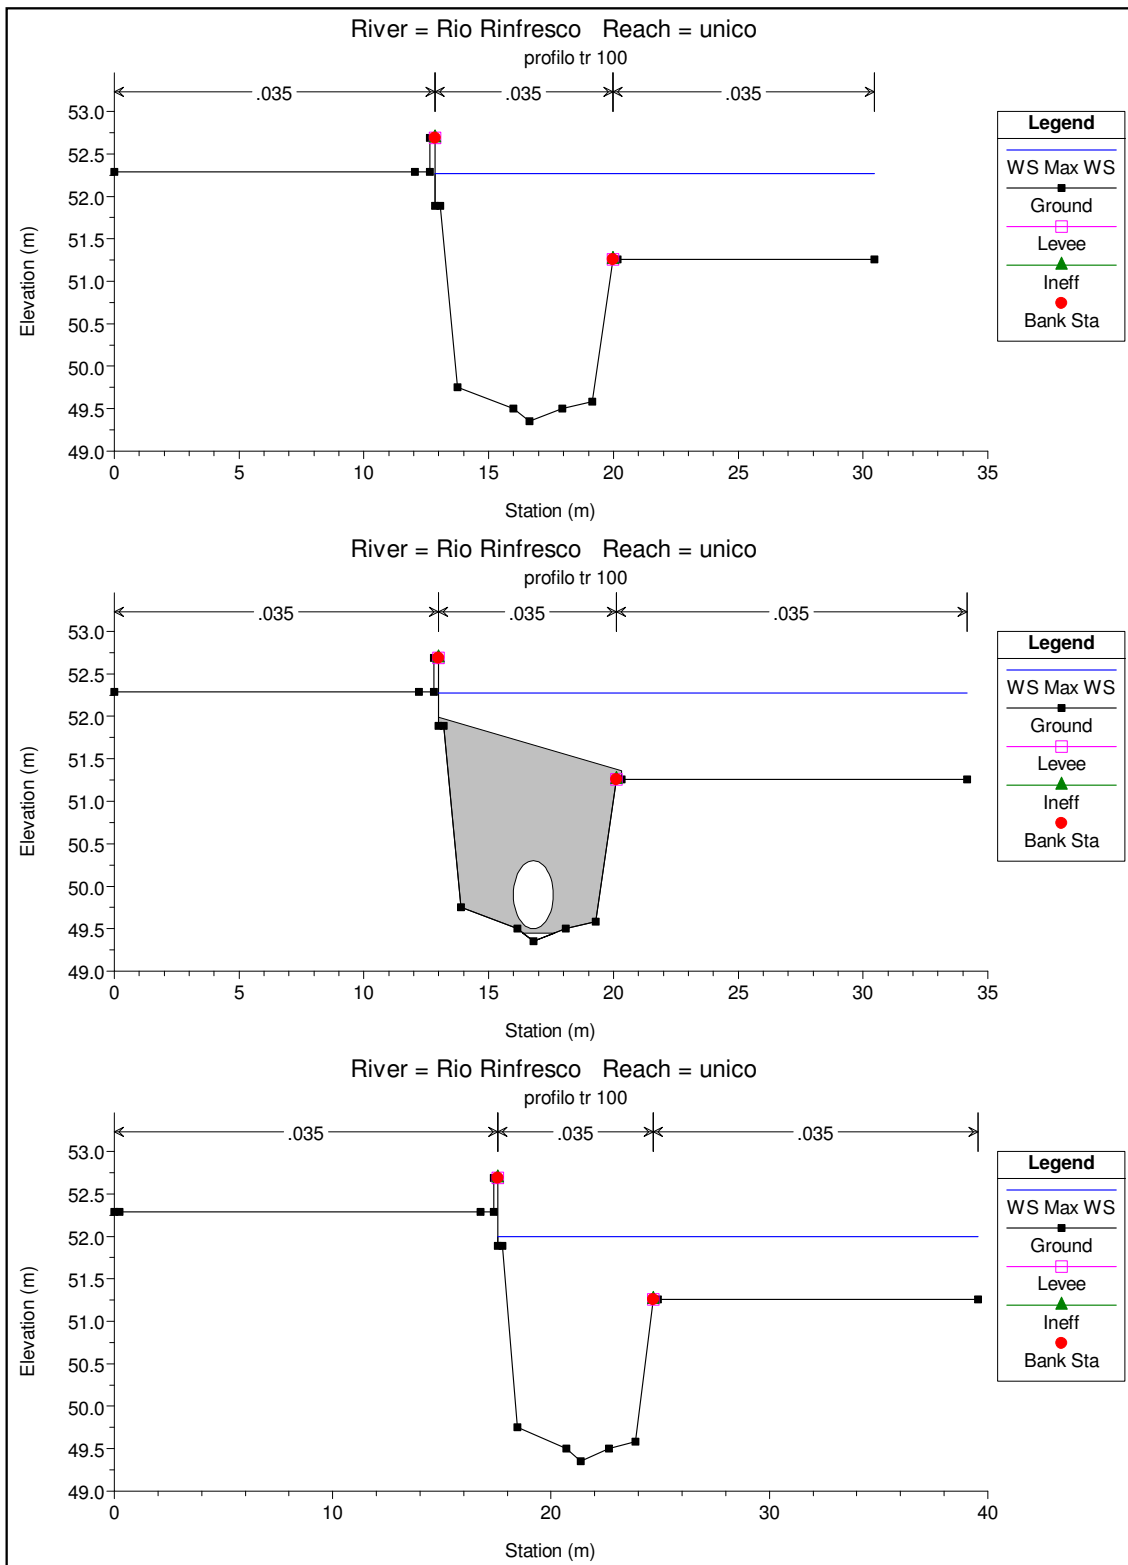 River = Rio Rinfresco Reach = unico
profilo tr 100
.035 .035 .035
53.0
52.5
52.0
51.5
51.0
50.5
50.0
49.5
49.0
Elevation (m)
0 5 10 15 20 25 30 35
Station (m)
Legend
WS Max WS
Ground
Levee
Ineff
Bank Sta
River = Rio Rinfresco Reach = unico
profilo tr 100
.035 .035 .035
53.0
52.5
52.0
51.5
51.0
50.5
50.0
49.5
49.0
Elevation (m)
0 5 10 15 20 25 30 35
Station (m)
Legend
WS Max WS
Ground
Levee
Ineff
Bank Sta
River = Rio Rinfresco Reach = unico
profilo tr 100
.035 .035 .035
53.0
52.5
52.0
51.5
51.0
50.5
50.0
49.5
49.0
Elevation (m)
0 10 20 30 40
Station (m)
Legend
WS Max WS
Ground
Levee
Ineff
Bank Sta